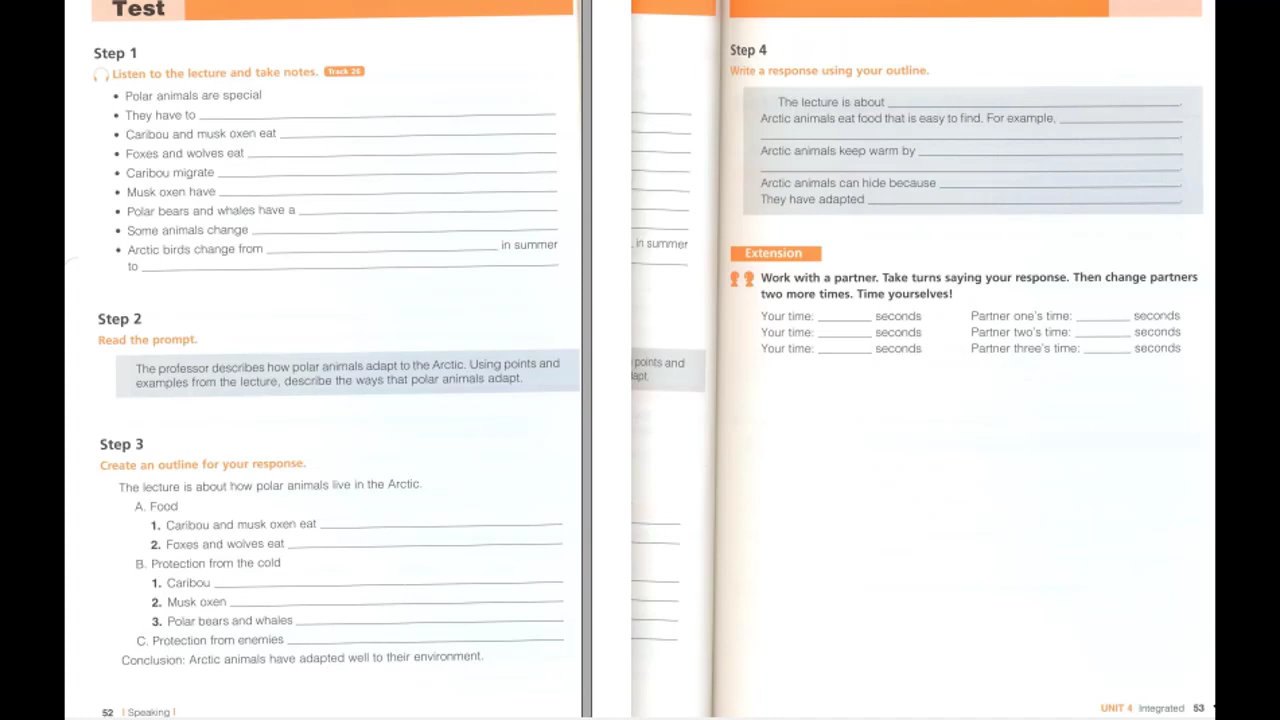 Test
Step 1
Listen to the lecture and take notes. Track 26
• Polar animals are special
• They have to
• Caribou and musk oxen eat
• Foxes and wolves eat
• Caribou migrate
• Musk oxen have
• Polar bears and whales have a
• Some animals change
• Arctic birds change from in summer
to
Step 2
Read the prompt.
The professor describes how polar animals adapt to the Arctic. Using points and
examples from the lecture, describe the ways that polar animals adapt.
Step 3
Create an outline for your response.
The lecture is about how polar animals live in the Arctic.
A. Food
1. Caribou and musk oxen eat
2. Foxes and wolves eat
B. Protection from the cold
1. Caribou
2. Musk oxen
3. Polar bears and whales
C. Protection from enemies
Conclusion: Arctic animals have adapted well to their environment.
52 | Speaking |
in summer
points and
apt.
Step 4
Write a response using your outline.
The lecture is about .
Arctic animals eat food that is easy to find. For example,
.
Arctic animals keep warm by
.
Arctic animals can hide because .
They have adapted .
Extension
Work with a partner. Take turns saying your response. Then change partners
two more times. Time yourselves!
Your time: seconds Partner one's time: seconds
Your time: seconds Partner two's time: seconds
Your time: seconds Partner three's time: seconds
UNIT 4 Integrated 53